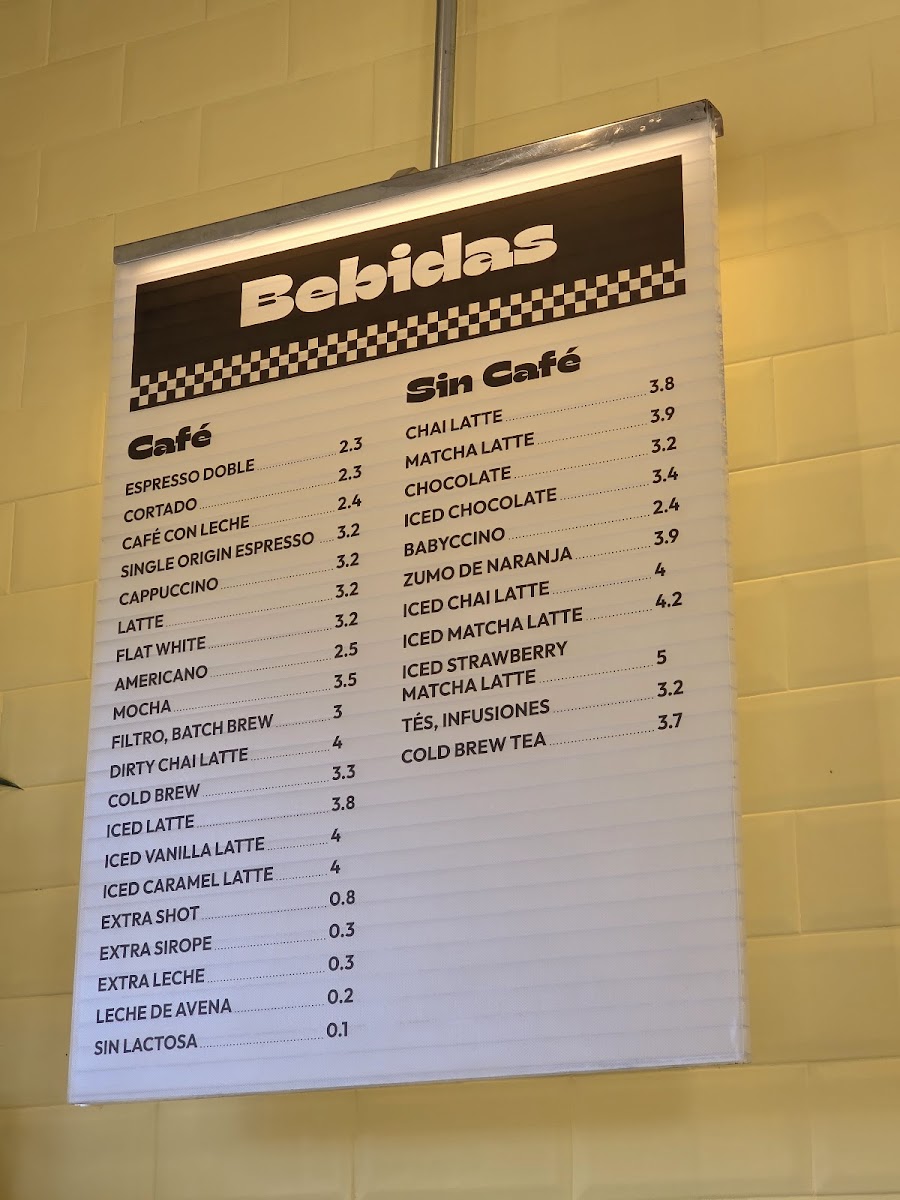 Bebidas
Café
ESPRESSO DOBLE 2.3
CORTADO 2.3
CAFÉ CON LECHE 2.4
SINGLE ORIGIN ESPRESSO 3.2
CAPPUCCINO 3.2
LATTE 3.2
FLAT WHITE 3.2
AMERICANO 2.5
MOCHA 3.5
FILTRO, BATCH BREW 3
DIRTY CHAI LATTE 4
COLD BREW 3.3
ICED LATTE 3.8
ICED VANILLA LATTE 4
ICED CARAMEL LATTE 4
EXTRA SHOT 0.8
EXTRA SIROPE 0.3
EXTRA LECHE 0.3
LECHE DE AVENA 0.2
SIN LACTOSA 0.1
Sin Café
CHAI LATTE 3.8
MATCHA LATTE 3.9
CHOCOLATE 3.2
ICED CHOCOLATE 3.4
BABYCCINO 2.4
ZUMO DE NARANJA 3.9
ICED CHAI LATTE 4
ICED MATCHA LATTE 4.2
ICED STRAWBERRY
MATCHA LATTE 5
TÉS, INFUSIONES 3.2
COLD BREW TEA 3.7